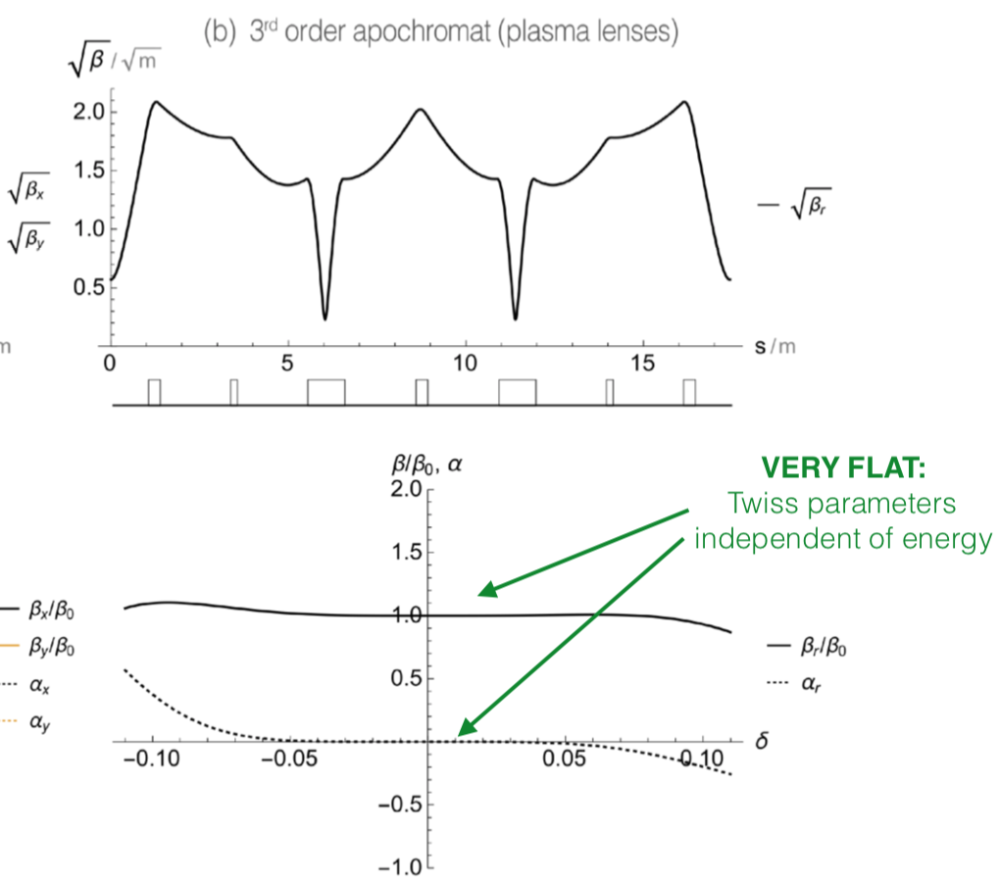 (b) 3rd order apochromat (plasma lenses)
√β / √m
2.0
1.5
1.0
0.5
√βx
√βy
— √βr
m
0 5 10 15
s/m
β/β0, α
2.0
1.5
1.0
0.5
−0.5
−1.0
−0.10 −0.05 0.05 0.10
δ
VERY FLAT:
Twiss parameters
independent of energy
βx/β0
βy/β0
αx
αy
βr/β0
αr